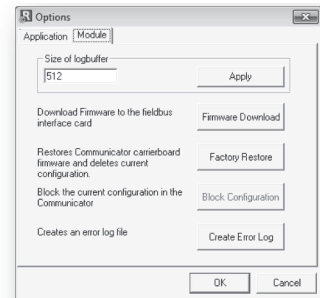 Options
Application Module
Size of logbuffer
512
Apply
Download Firmware to the fieldbus
interface card
Firmware Download
Restores Communicator carrierboard
firmware and deletes current
configuration.
Factory Restore
Block the current configuration in the
Communicator
Block Configuration
Creates an error log file
Create Error Log
OK Cancel